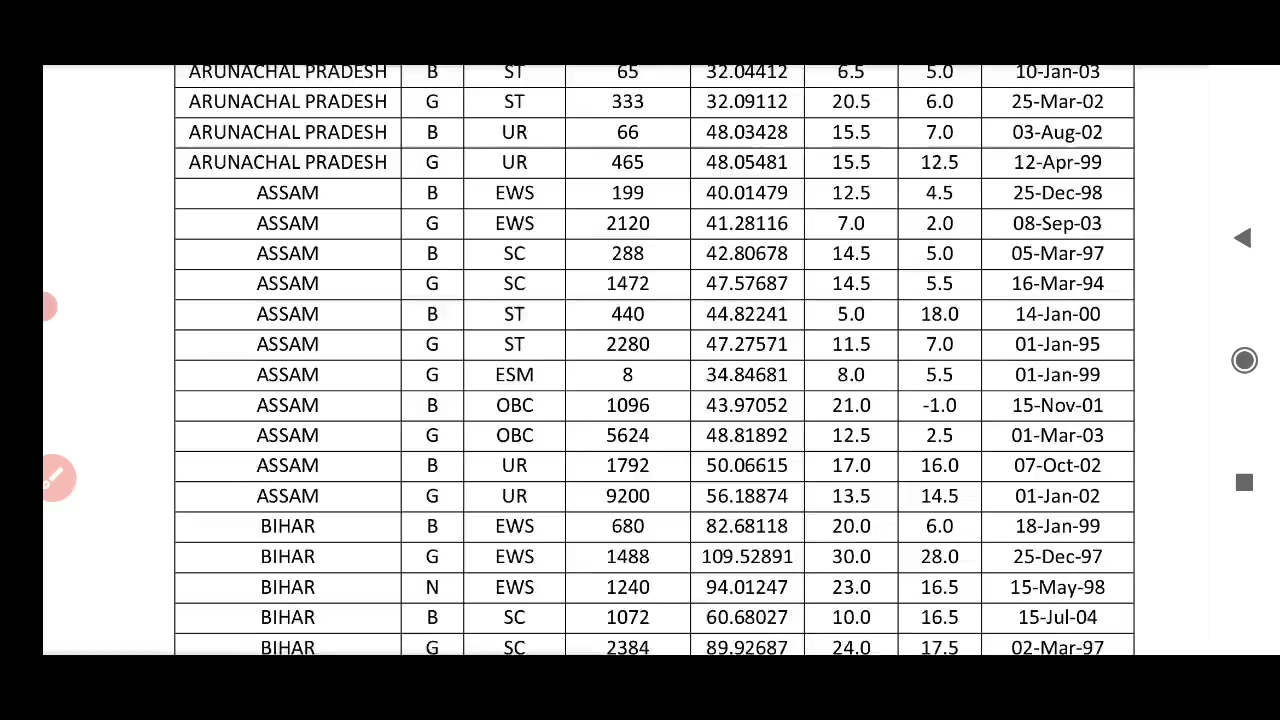 ARUNACHAL PRADESH B ST 65 32.04412 6.5 5.0 10-Jan-03
ARUNACHAL PRADESH G ST 333 32.09112 20.5 6.0 25-Mar-02
ARUNACHAL PRADESH B UR 66 48.03428 15.5 7.0 03-Aug-02
ARUNACHAL PRADESH G UR 465 48.05481 15.5 12.5 12-Apr-99
ASSAM B EWS 199 40.01479 12.5 4.5 25-Dec-98
ASSAM G EWS 2120 41.28116 7.0 2.0 08-Sep-03
ASSAM B SC 288 42.80678 14.5 5.0 05-Mar-97
ASSAM G SC 1472 47.57687 14.5 5.5 16-Mar-94
ASSAM B ST 440 44.82241 5.0 18.0 14-Jan-00
ASSAM G ST 2280 47.27571 11.5 7.0 01-Jan-95
ASSAM G ESM 8 34.84681 8.0 5.5 01-Jan-99
ASSAM B OBC 1096 43.97052 21.0 -1.0 15-Nov-01
ASSAM G OBC 5624 48.81892 12.5 2.5 01-Mar-03
ASSAM B UR 1792 50.06615 17.0 16.0 07-Oct-02
ASSAM G UR 9200 56.18874 13.5 14.5 01-Jan-02
BIHAR B EWS 680 82.68118 20.0 6.0 18-Jan-99
BIHAR G EWS 1488 109.52891 30.0 28.0 25-Dec-97
BIHAR N EWS 1240 94.01247 23.0 16.5 15-May-98
BIHAR B SC 1072 60.68027 10.0 16.5 15-Jul-04
BIHAR G SC 2384 89.92687 24.0 17.5 02-Mar-97